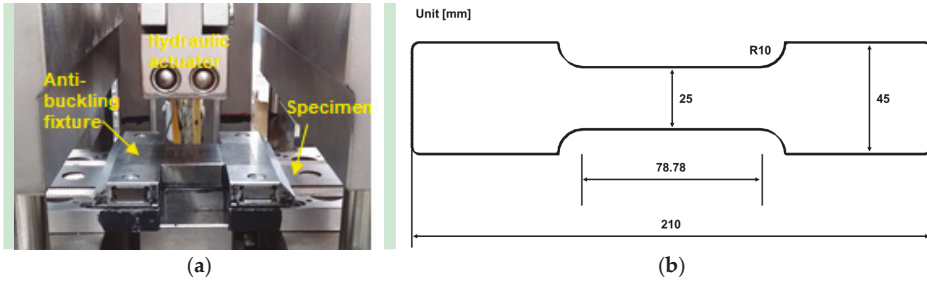 Hydraulic
actuator
Anti-
buckling
fixture
Specimen
(a)
Unit [mm]
R10
25
45
78.78
210
(b)